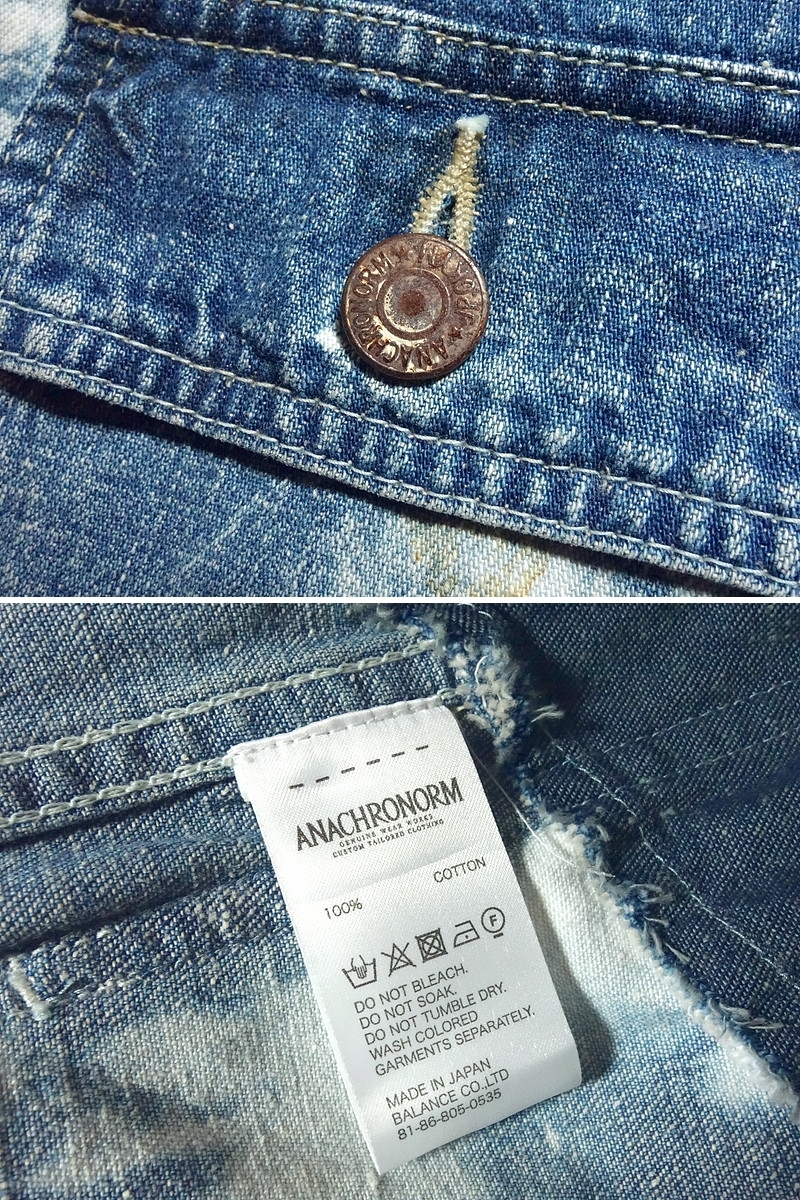 ANACHRONORM★JAPOYAN★
ANACHRONORM
GENUINE WEAR WORKS
CUSTOM TAILORED CLOTHING
100% COTTON
F
DO NOT BLEACH.
DO NOT SOAK.
DO NOT TUMBLE DRY.
WASH COLORED
GARMENTS SEPARATELY.
MADE IN JAPAN
BALANCE CO.LTD
81-86-805-0535